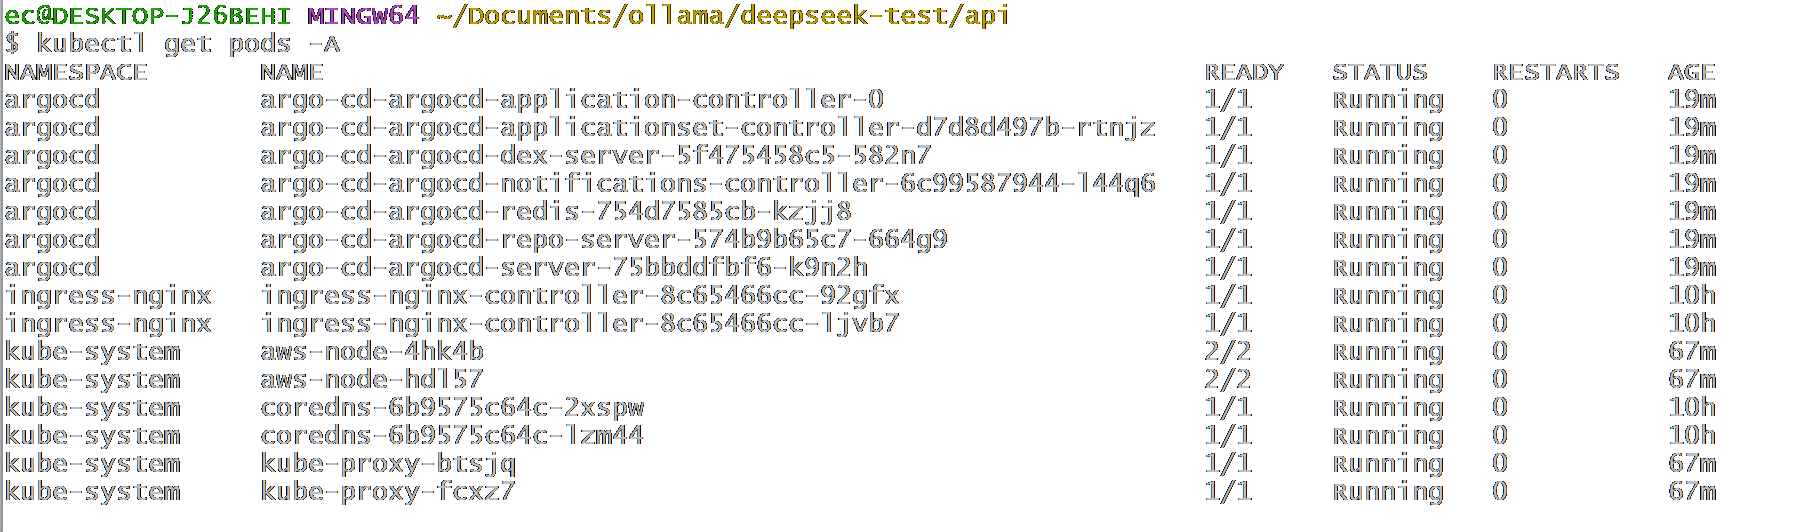 ec@DESKTOP-J26BEHI MINGW64 ~/Documents/ollama/deepseek-test/api
$ kubectl get pods -A
NAMESPACE       NAME                                                        READY   STATUS    RESTARTS   AGE
argocd          argo-cd-argocd-application-controller-0                     1/1     Running   0          19m
argocd          argo-cd-argocd-applicationset-controller-d7d8d497b-rtnjz    1/1     Running   0          19m
argocd          argo-cd-argocd-dex-server-5f475458c5-582n7                  1/1     Running   0          19m
argocd          argo-cd-argocd-notifications-controller-6c99587944-l44q6    1/1     Running   0          19m
argocd          argo-cd-argocd-redis-754d7585cb-kzjj8                       1/1     Running   0          19m
argocd          argo-cd-argocd-repo-server-574b9b65c7-664g9                 1/1     Running   0          19m
argocd          argo-cd-argocd-server-75bbddfbf6-k9n2h                      1/1     Running   0          19m
ingress-nginx   ingress-nginx-controller-8c65466cc-92gfx                    1/1     Running   0          10h
ingress-nginx   ingress-nginx-controller-8c65466cc-ljvb7                    1/1     Running   0          10h
kube-system     aws-node-4hk4b                                              2/2     Running   0          67m
kube-system     aws-node-hdl57                                              2/2     Running   0          67m
kube-system     coredns-6b9575c64c-2xspw                                    1/1     Running   0          10h
kube-system     coredns-6b9575c64c-lzm44                                    1/1     Running   0          10h
kube-system     kube-proxy-btsjq                                            1/1     Running   0          67m
kube-system     kube-proxy-fcxz7                                            1/1     Running   0          67m